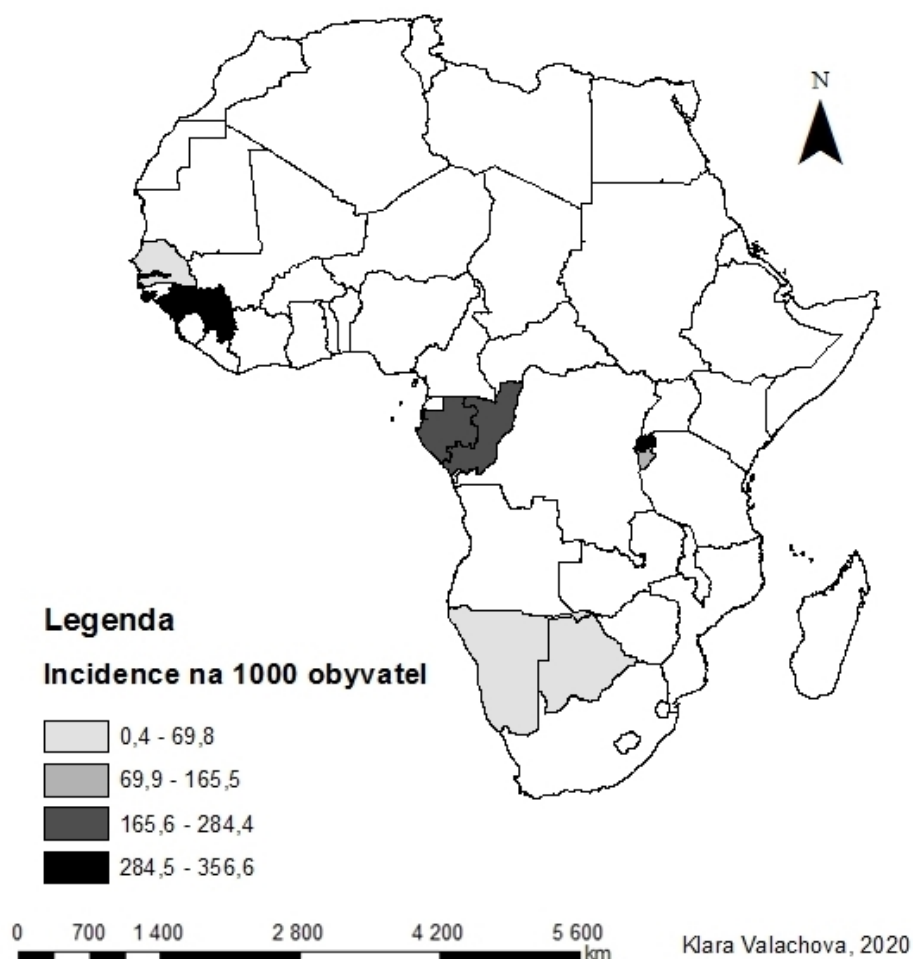 N
Legenda
Incidence na 1000 obyvatel
0,4 - 69,8
69,9 - 165,5
165,6 - 284,4
284,5 - 356,6
0 700 1 400 2 800 4 200 5 600
km
Klara Valachova, 2020